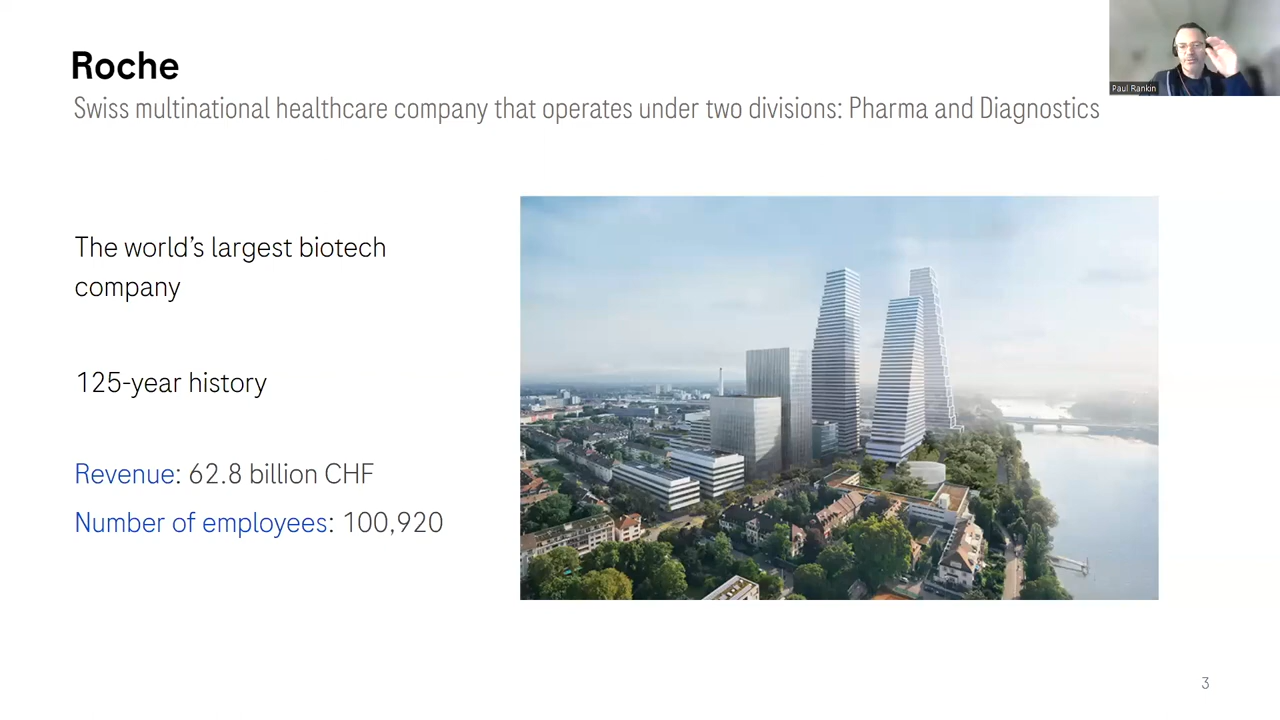 Roche
Swiss multinational healthcare company that operates under two divisions: Pharma and Diagnostics
Paul Rankin
The world’s largest biotech
company
125-year history
Revenue: 62.8 billion CHF
Number of employees: 100,920
3